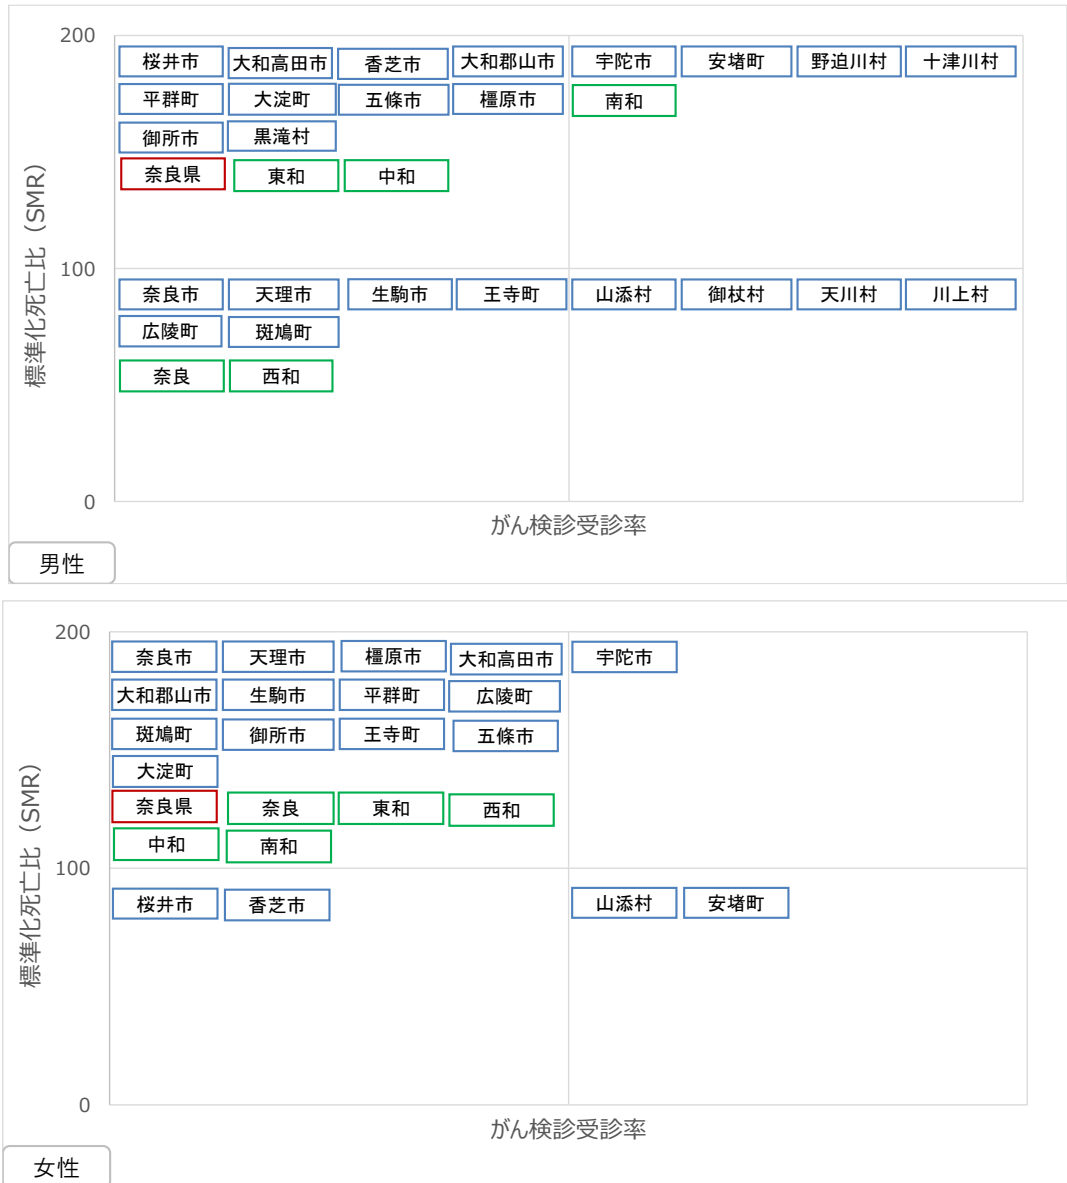 200
桜井市 大和高田市 香芝市 大和郡山市 宇陀市 安堵町 野迫川村 十津川村
平群町 大淀町 五條市 橿原市 南和
御所市 黒滝村
奈良県 東和 中和
標準化死亡比（SMR）
100
奈良市 天理市 生駒市 王寺町 山添村 御杖村 天川村 川上村
広陵町 斑鳩町
奈良 西和
0
がん検診受診率
男性
200
奈良市 天理市 橿原市 大和高田市 宇陀市
大和郡山市 生駒市 平群町 広陵町
斑鳩町 御所市 王寺町 五條市
大淀町
奈良県 奈良 東和 西和
中和 南和
標準化死亡比（SMR）
100
桜井市 香芝市 山添村 安堵町
0
がん検診受診率
女性